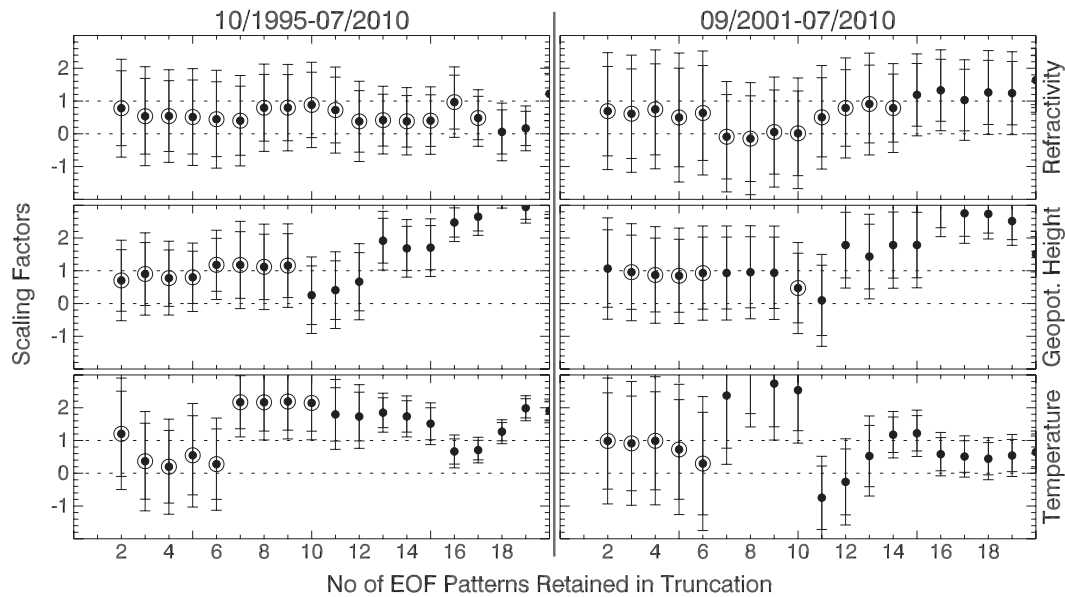 10/1995-07/2010 09/2001-07/2010
2
1
0
-1
Refractivity
2
1
0
-1
Geopot. Height
2
1
0
-1
Temperature
Scaling Factors
2 4 6 8 10 12 14 16 18 2 4 6 8 10 12 14 16 18
No of EOF Patterns Retained in Truncation